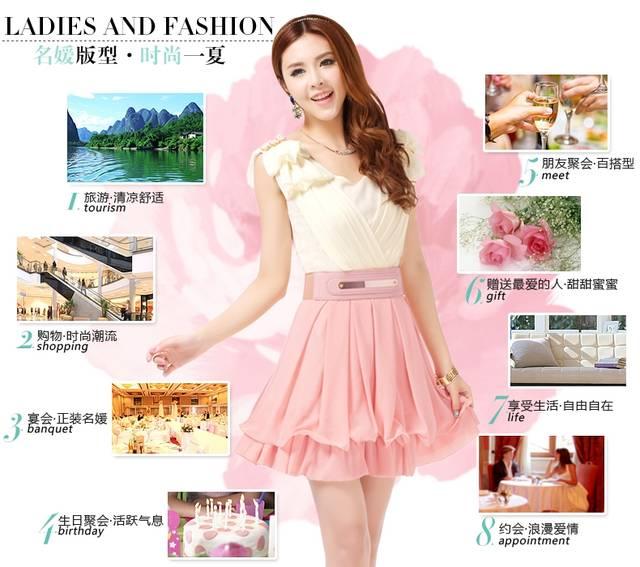 LADIES AND FASHION
名媛版型·时尚一夏
1 旅游·清凉舒适
tourism
2 购物·时尚潮流
shopping
3 宴会·正装名媛
banquet
4 生日聚会·活跃气息
birthday
5 朋友聚会·百搭型
meet
6 赠送最爱的人·甜甜蜜蜜
gift
7 享受生活·自由自在
life
8 约会·浪漫爱情
appointment